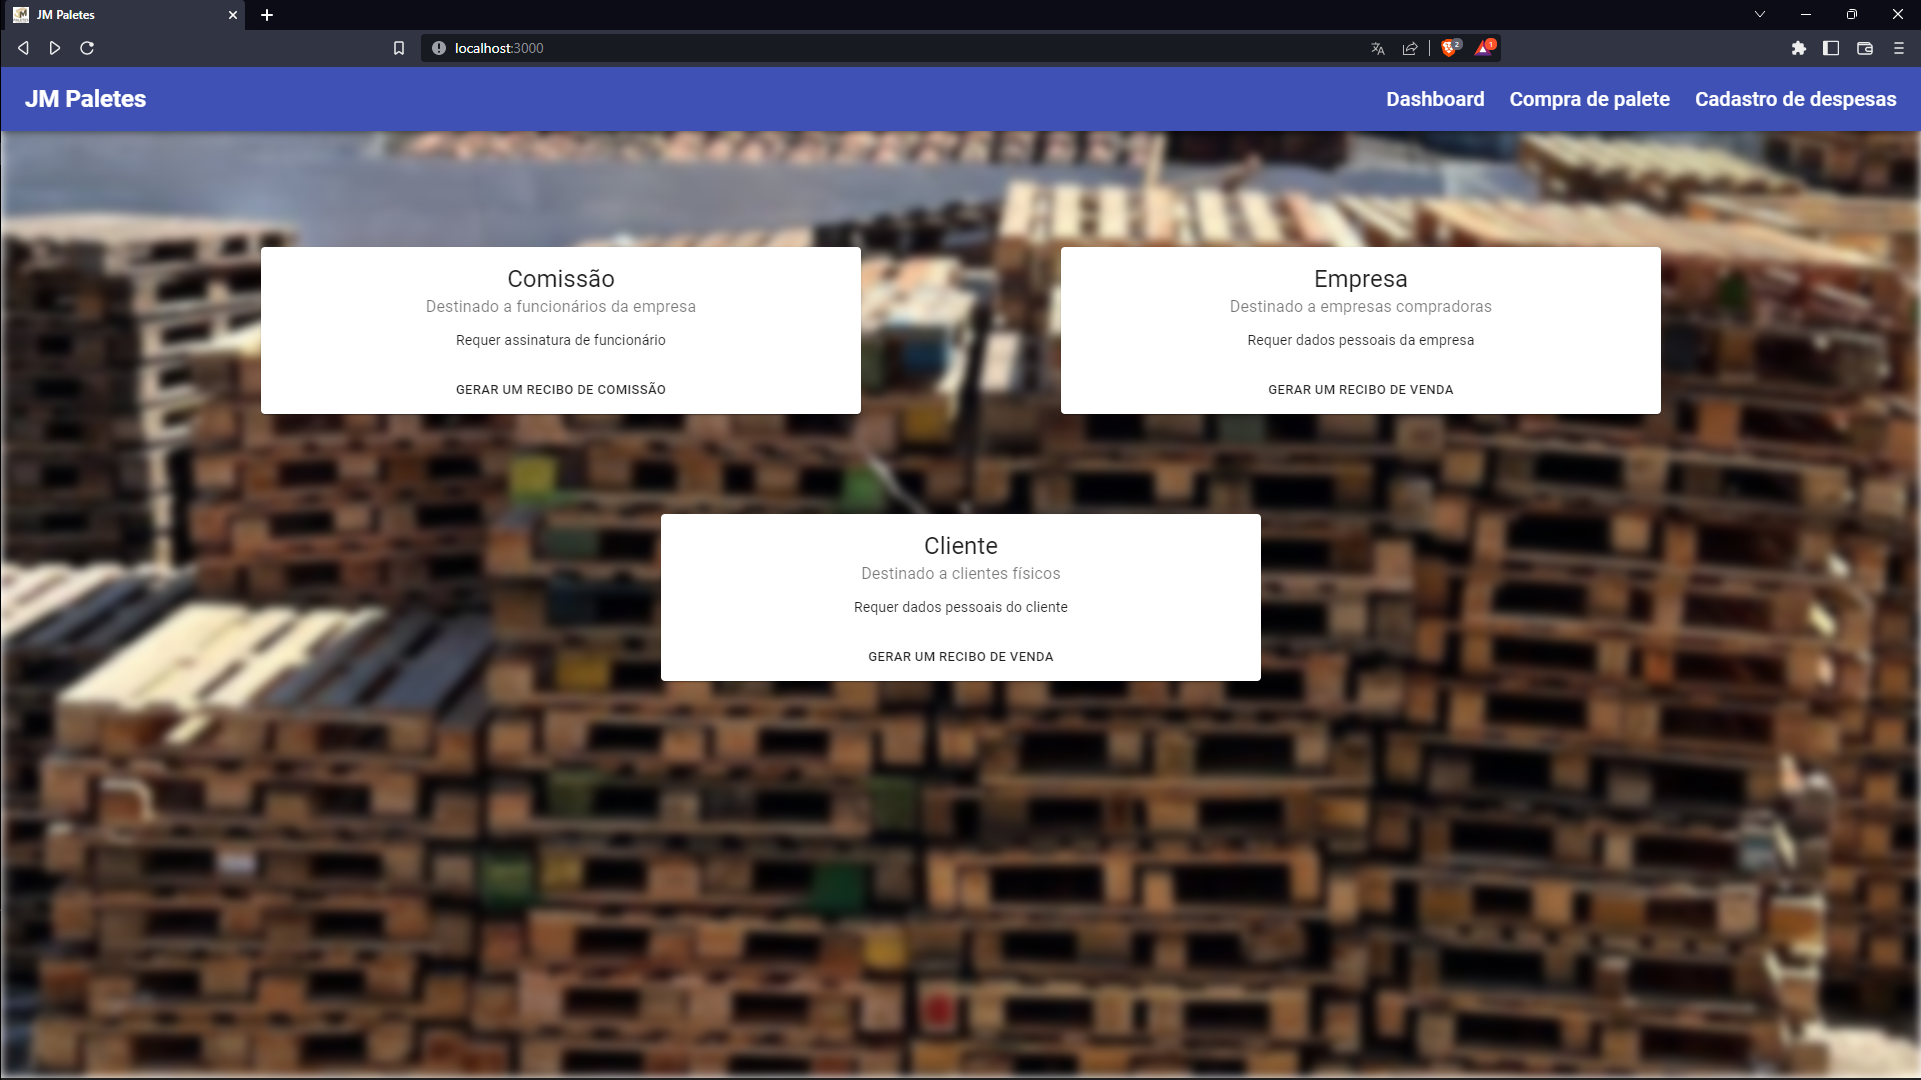 JM Paletes
localhost:3000
2
1
JM Paletes
Dashboard
Compra de palete
Cadastro de despesas
Comissão
Destinado a funcionários da empresa
Requer assinatura de funcionário
GERAR UM RECIBO DE COMISSÃO
Empresa
Destinado a empresas compradoras
Requer dados pessoais da empresa
GERAR UM RECIBO DE VENDA
Cliente
Destinado a clientes físicos
Requer dados pessoais do cliente
GERAR UM RECIBO DE VENDA